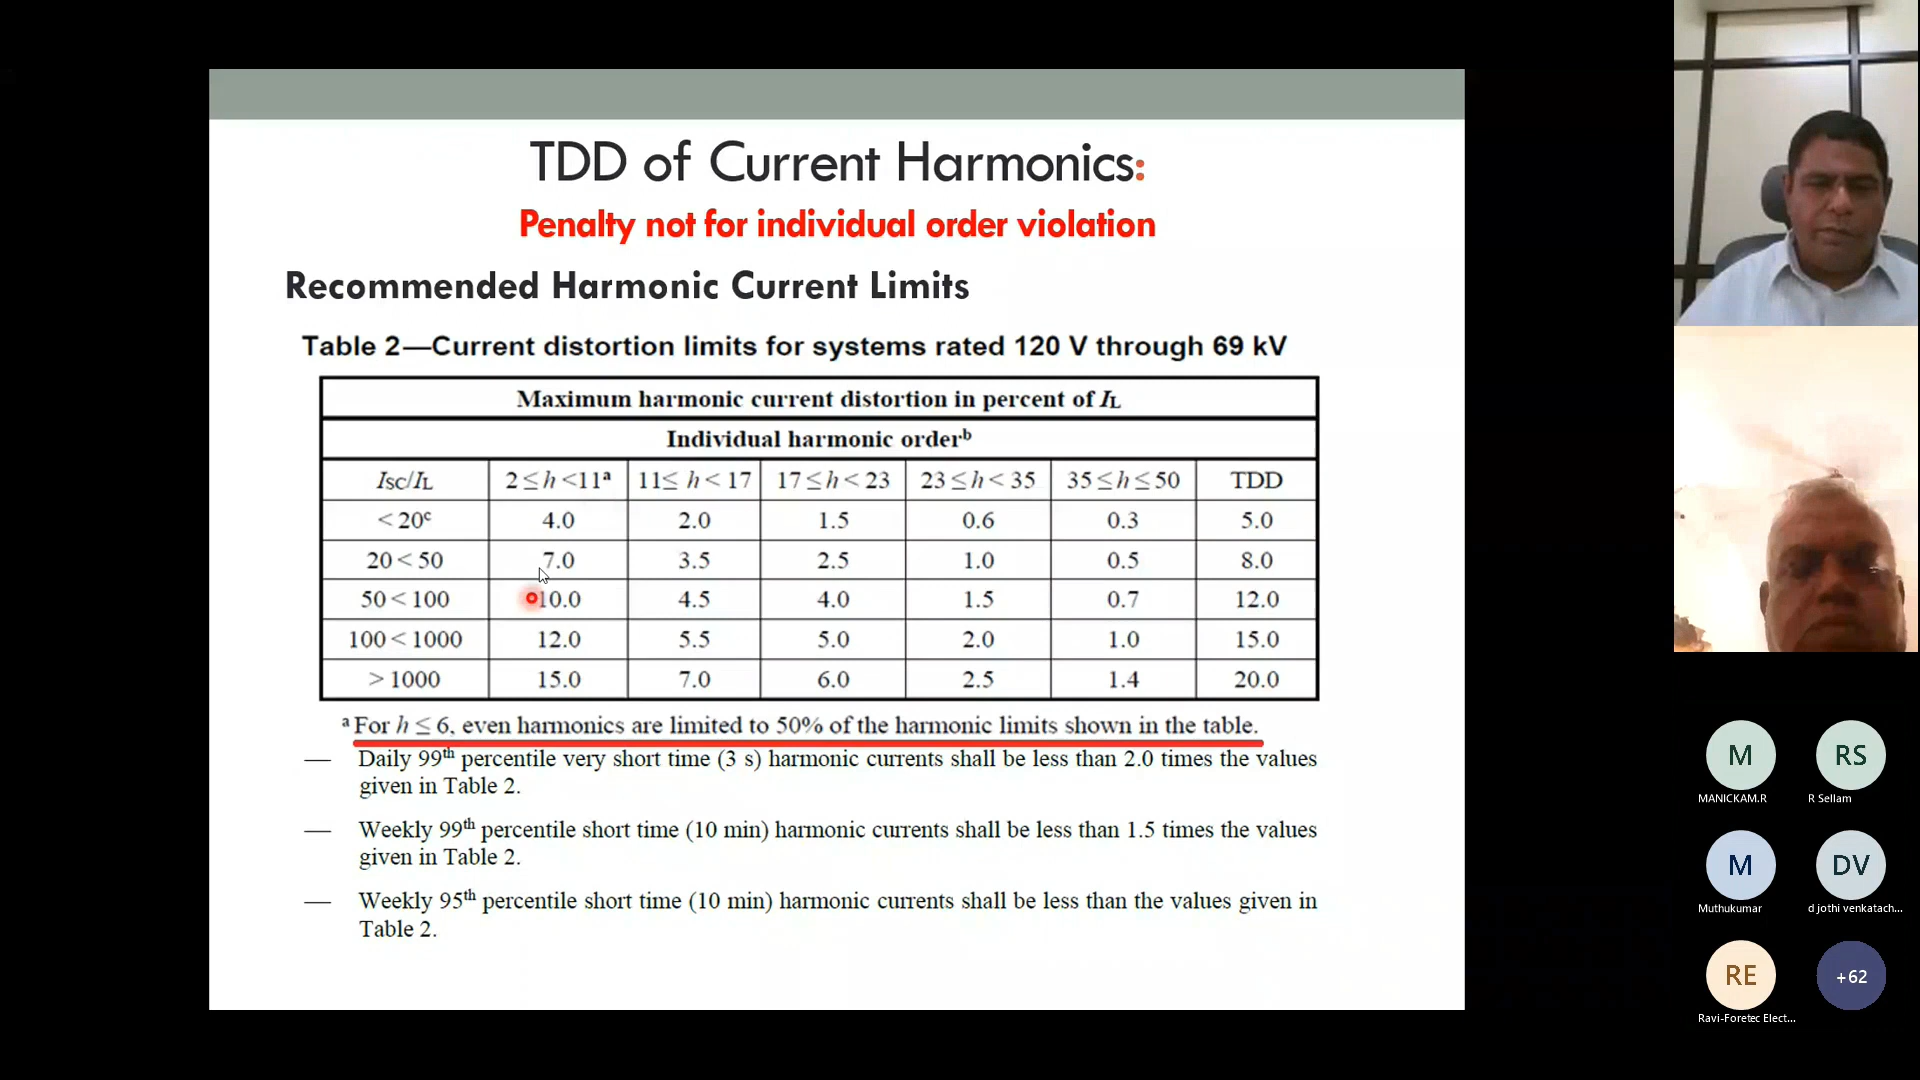 TDD of Current Harmonics:
Penalty not for individual order violation
Recommended Harmonic Current Limits
Table 2—Current distortion limits for systems rated 120 V through 69 kV
Maximum harmonic current distortion in percent of IL
Individual harmonic orderᵇ
ISC/IL 2 ≤ h < 11ᵃ 11 ≤ h < 17 17 ≤ h < 23 23 ≤ h < 35 35 ≤ h ≤ 50 TDD
< 20ᶜ 4.0 2.0 1.5 0.6 0.3 5.0
20 < 50 7.0 3.5 2.5 1.0 0.5 8.0
50 < 100 10.0 4.5 4.0 1.5 0.7 12.0
100 < 1000 12.0 5.5 5.0 2.0 1.0 15.0
> 1000 15.0 7.0 6.0 2.5 1.4 20.0
ᵃ For h ≤ 6, even harmonics are limited to 50% of the harmonic limits shown in the table.
— Daily 99th percentile very short time (3 s) harmonic currents shall be less than 2.0 times the values
given in Table 2.
— Weekly 99th percentile short time (10 min) harmonic currents shall be less than 1.5 times the values
given in Table 2.
— Weekly 95th percentile short time (10 min) harmonic currents shall be less than the values given in
Table 2.
M RS
MANICKAM.R R Sellam
M DV
Muthukumar d jothi venkatach...
RE +62
Ravi-Foretec Elect...